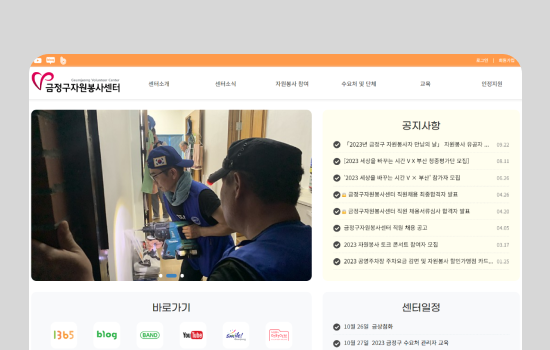 로그인 | 회원가입
Geumjeong Volunteer Center
금정구자원봉사센터
센터소개
센터소식
자원봉사 참여
수요처 및 단체
교육
안정지원
공지사항
「2023년 금정구 자원봉사자 만남의 날」 자원봉사 유공자 ... 09.22
[2023 세상을 바꾸는 시간 V X 부산 청중평가단 모집] 08.11
'2023 세상을 바꾸는 시간 V × 부산' 참가자 모집 06.26
금정구자원봉사센터 직원채용 최종합격자 발표 04.26
금정구자원봉사센터 직원 채용서류심사 합격자 발표 04.20
금정구자원봉사센터 직원 채용 공고 04.05
2023 자원봉사 토크 콘서트 참여자 모집 03.17
2023 공영주차장 주차요금 감면 및 자원봉사 할인가맹점 카드... 01.25
바로가기
1365
blog
BAND
You Tube
Smile!
센터일정
10월 26일 금샘점화
10월 27일 2023 금정구 수요처 관리자 교육